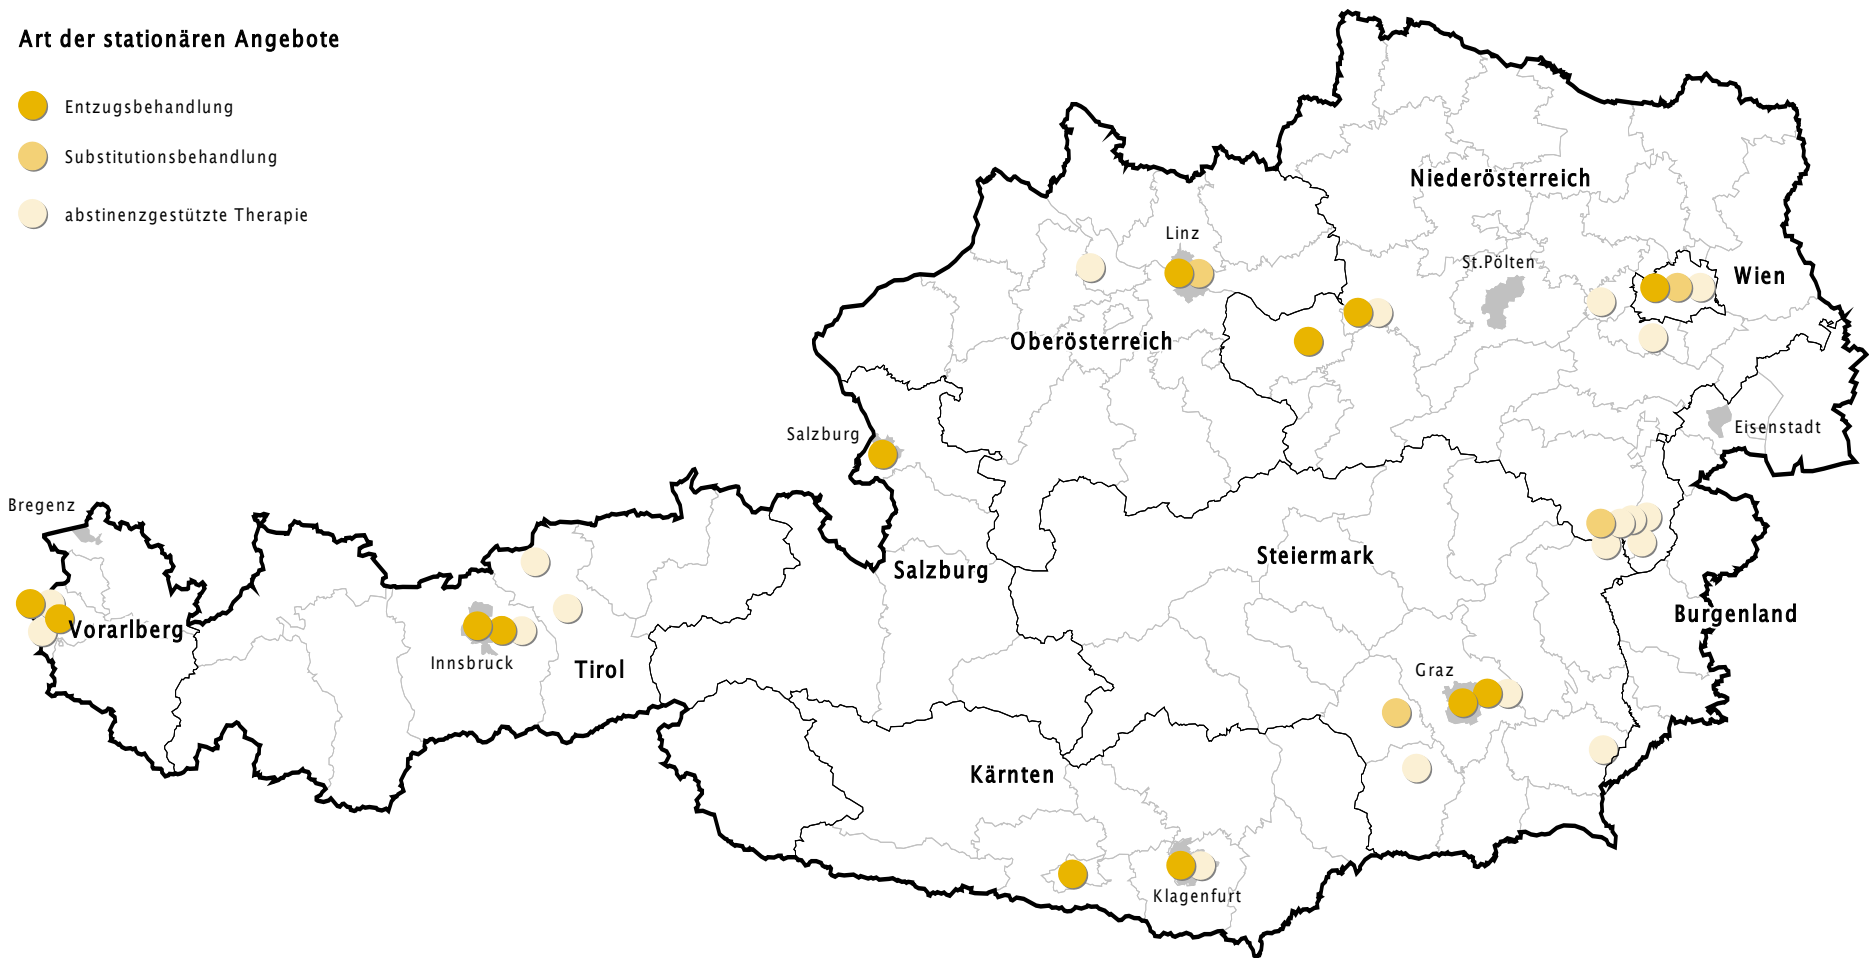 Art der stationären Angebote
Entzugsbehandlung
Substitutionsbehandlung
abstinenzgestützte Therapie
Niederösterreich
Linz
St.Pölten
Wien
Oberösterreich
Salzburg
Eisenstadt
Bregenz
Steiermark
Salzburg
Burgenland
Vorarlberg
Innsbruck
Tirol
Graz
Kärnten
Klagenfurt